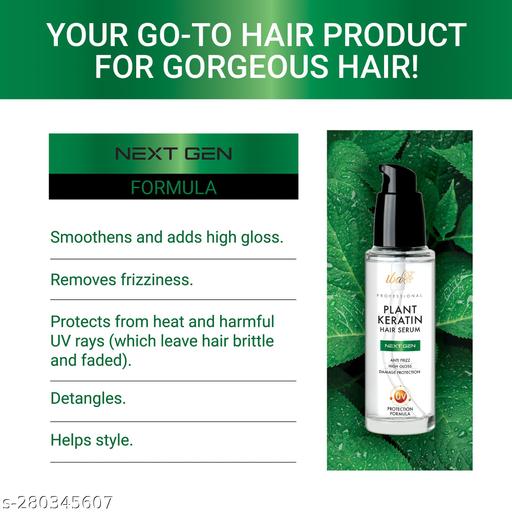 YOUR GO-TO HAIR PRODUCT
FOR GORGEOUS HAIR!
NEXT GEN
FORMULA
Smoothens and adds high gloss.
Removes frizziness.
Protects from heat and harmful
UV rays (which leave hair brittle
and faded).
Detangles.
Helps style.
iba
PROFESSIONAL
PLANT
KERATIN
HAIR SERUM
NEXT GEN
ANTI FRIZZ
HIGH GLOSS
DAMAGE PROTECTION
UV
PROTECTION
FORMULA
s-280345607